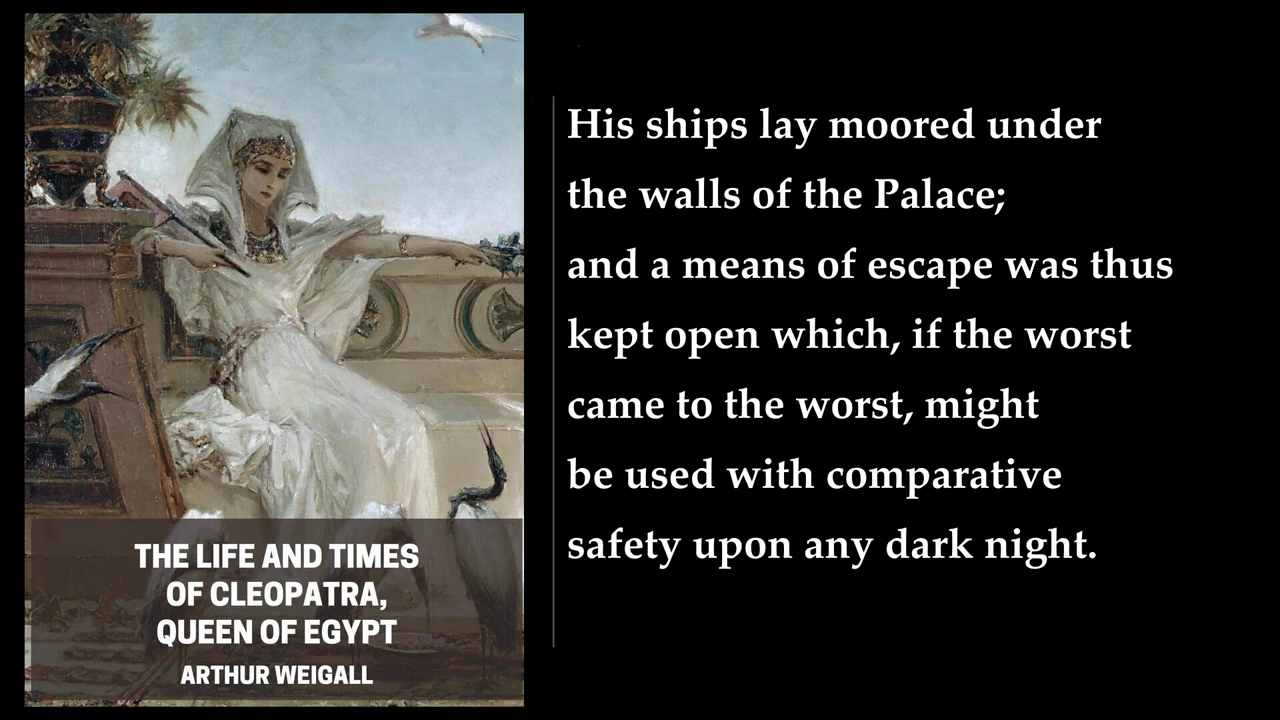 THE LIFE AND TIMES
OF CLEOPATRA,
QUEEN OF EGYPT
ARTHUR WEIGALL
His ships lay moored under
the walls of the Palace;
and a means of escape was thus
kept open which, if the worst
came to the worst, might
be used with comparative
safety upon any dark night.